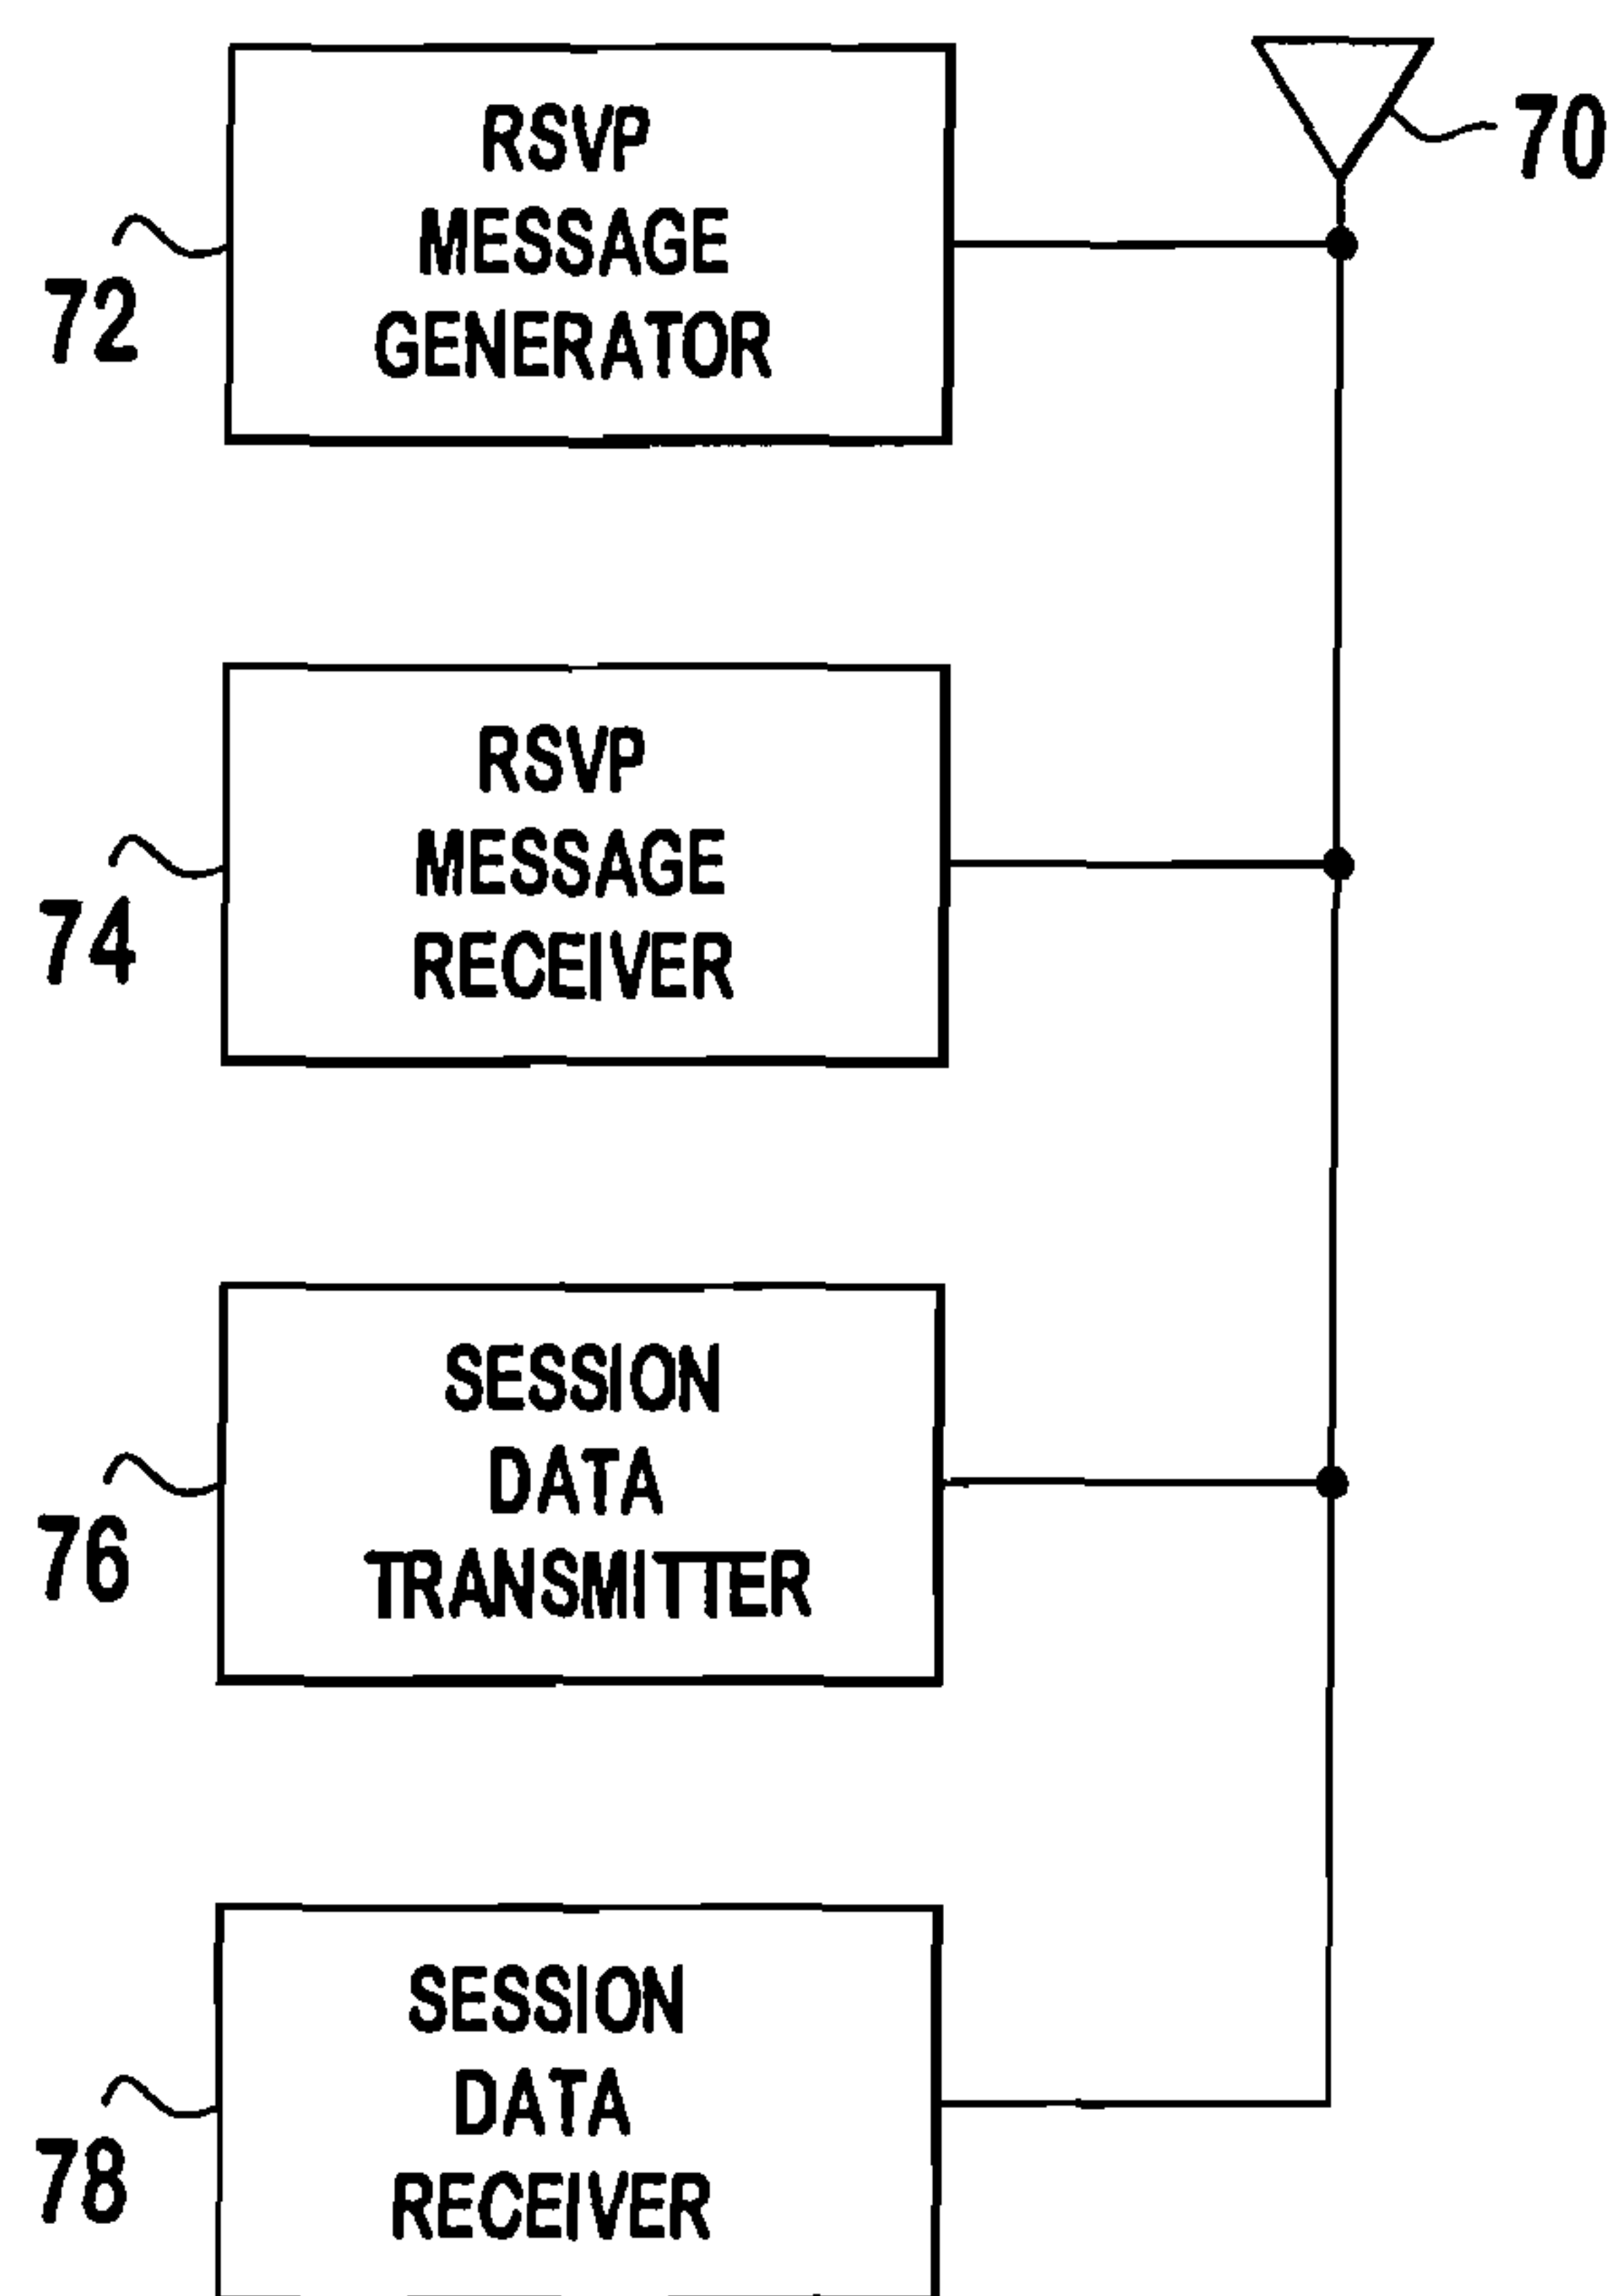 RSVP
MESSAGE
GENERATOR
70
72
RSVP
MESSAGE
RECEIVER
74
SESSION
DATA
TRANSMITTER
76
SESSION
DATA
RECEIVER
78